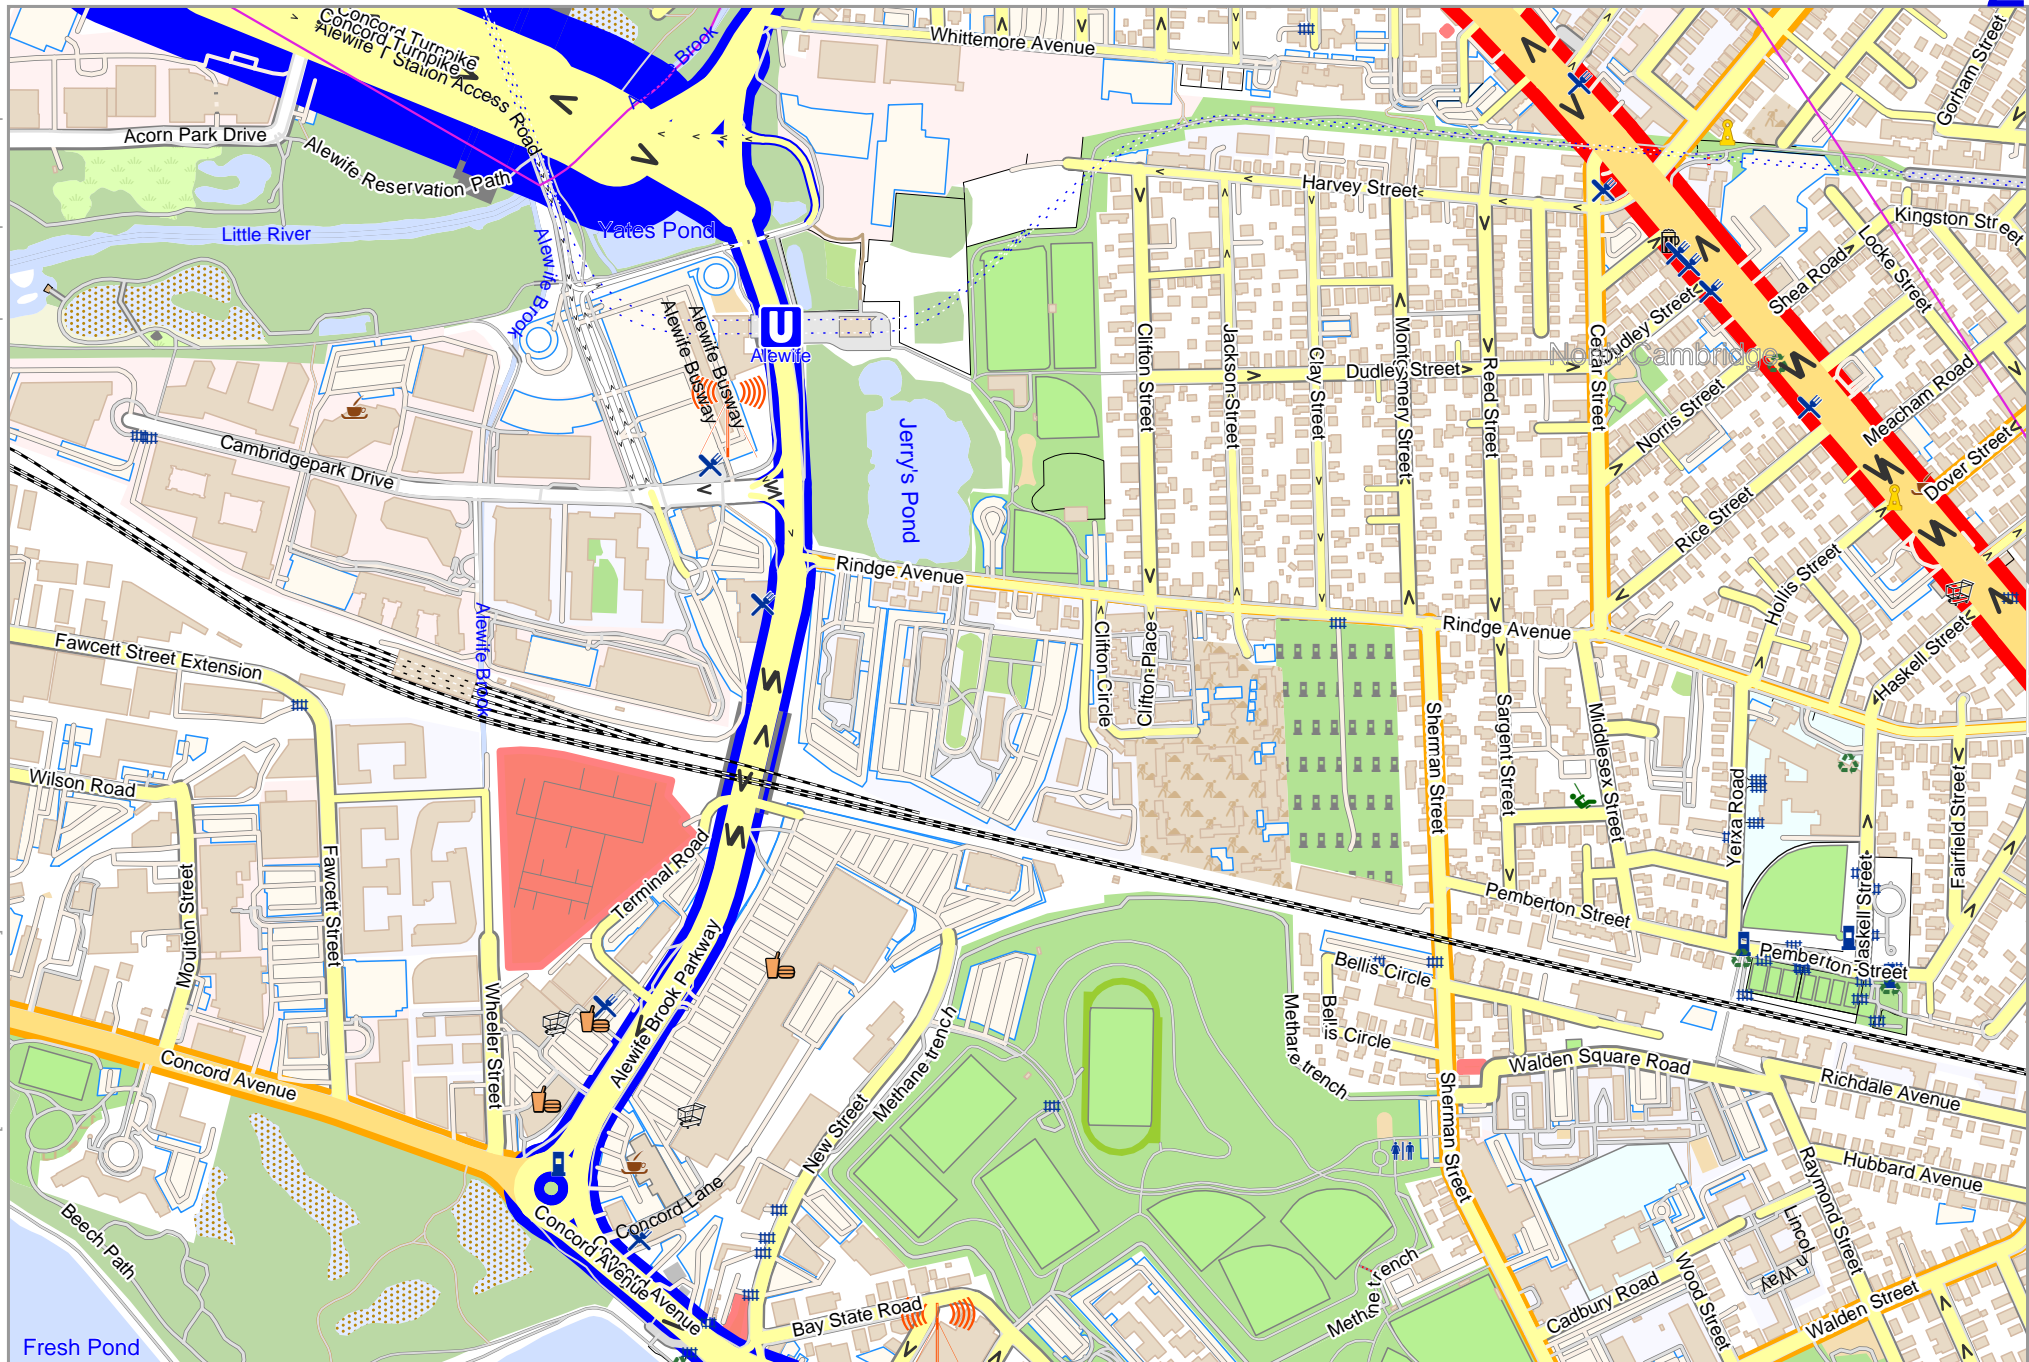 Concord Turnpike
Concord Turnpike
Alewife T Station Access Road
Whittemore Avenue
Gorham Street
Acorn Park Drive
Alewife Reservation Path
Harvey Street
Kingston Street
Little River
Yates Pond
Alewife Brook
Locke Street
Shea Road
Alewife Busway
Alewife Busway
U
Alewife
Clifton Street
Jackson Street
Clay Street
Montgomery Street
Reed Street
Cedar Street
Dudley Street
Dudley Street
North Cambridge
Norris Street
Meacham Road
Dover Street
Cambridgepark Drive
Jerry's Pond
Rice Street
Hollis Street
Rindge Avenue
Rindge Avenue
Haskell Street
Fawcett Street Extension
Alewife Brook
Clifton Circle
Clifton Place
Sherman Street
Sargent Street
Middlesex Street
Yerxa Road
Fairfield Street
Haskell Street
Wilson Road
Moulton Street
Fawcett Street
Terminal Road
Pemberton Street
Pemberton Street
Alewife Brook Parkway
Wheeler Street
Bellis Circle
Bellis Circle
Methane trench
Methane trench
Concord Avenue
New Street
Sherman Street
Walden Square Road
Richdale Avenue
Hubbard Avenue
Raymond Street
Lincoln Way
Wood Street
Beech Path
Concord Lane
Concord Avenue
Concord Avenue
Methane trench
Cadbury Road
Walden Street
Bay State Road
Fresh Pond